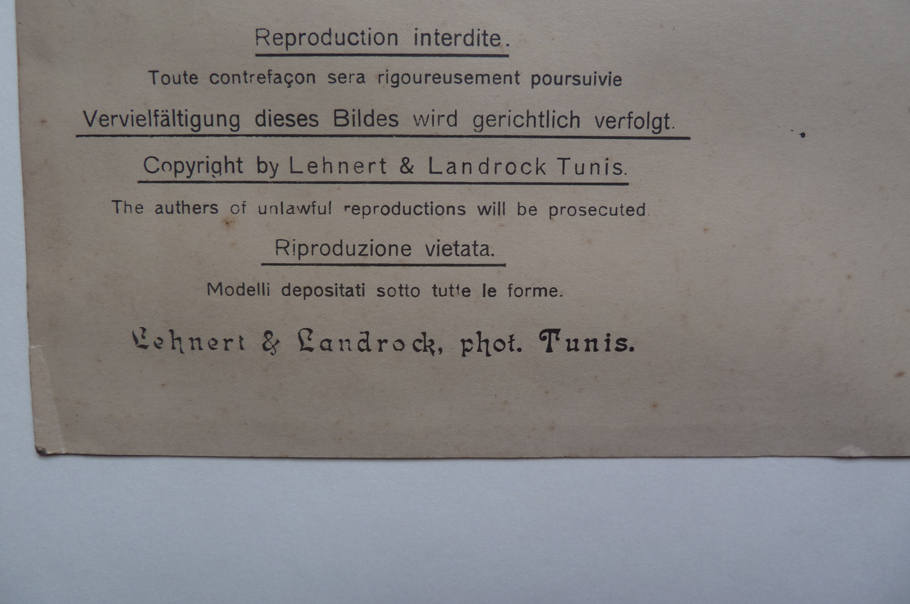 Reproduction interdite.
Toute contrefaçon sera rigoureusement poursuivie
Vervielfältigung dieses Bildes wird gerichtlich verfolgt.
Copyright by Lehnert & Landrock Tunis.
The authers of unlawful reproductions will be prosecuted
Riproduzione vietata.
Modelli depositati sotto tutte le forme.
Lehnert & Landrock, phot. Tunis.